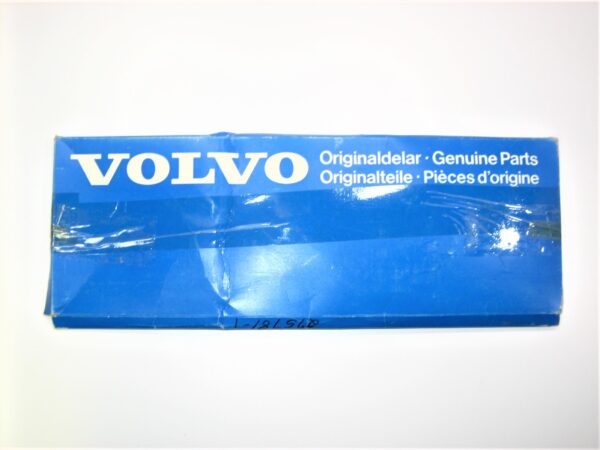 VOLVO
Originaldelar · Genuine Parts
Originalteile · Pièces d'origine